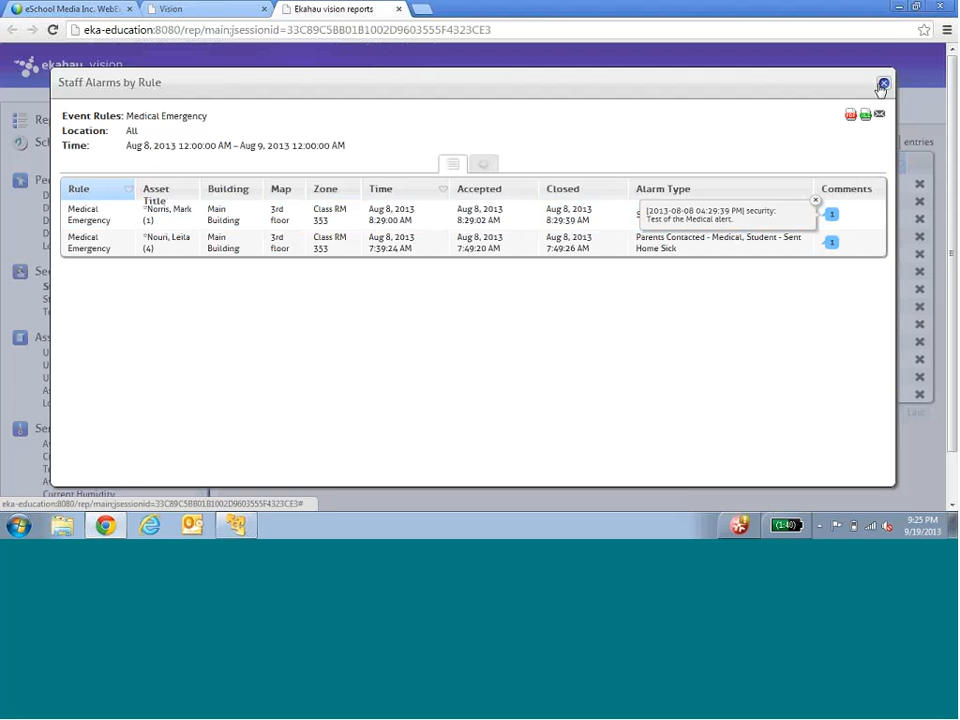 eSchool Media Inc. WebEx
Vision
Ekahau vision reports
eka-education:8080/rep/main;jsessionid=33C89C5BB01B1002D9603555F4323CE3
ekahau vision
Staff Alarms by Rule
Event Rules: Medical Emergency
Location: All
Time: Aug 8, 2013 12:00:00 AM – Aug 9, 2013 12:00:00 AM
entries
Rule Asset Title Building Map Zone Time Accepted Closed Alarm Type Comments
Medical Emergency *Norris, Mark (1) Main Building 3rd floor Class RM 353 Aug 8, 2013 8:29:00 AM Aug 8, 2013 8:29:02 AM Aug 8, 2013 8:29:39 AM 1
[2013-08-08 04:29:39 PM] security:
Test of the Medical alert.
Medical Emergency *Nouri, Leita (4) Main Building 3rd floor Class RM 353 Aug 8, 2013 7:39:24 AM Aug 8, 2013 7:49:20 AM Aug 8, 2013 7:49:26 AM Parents Contacted - Medical, Student - Sent Home Sick 1
Current Humidity
Last
eka-education:8080/rep/main;jsessionid=33C89C5BB01B1002D9603555F4323CE3#
(1:40)
9:25 PM
9/19/2013